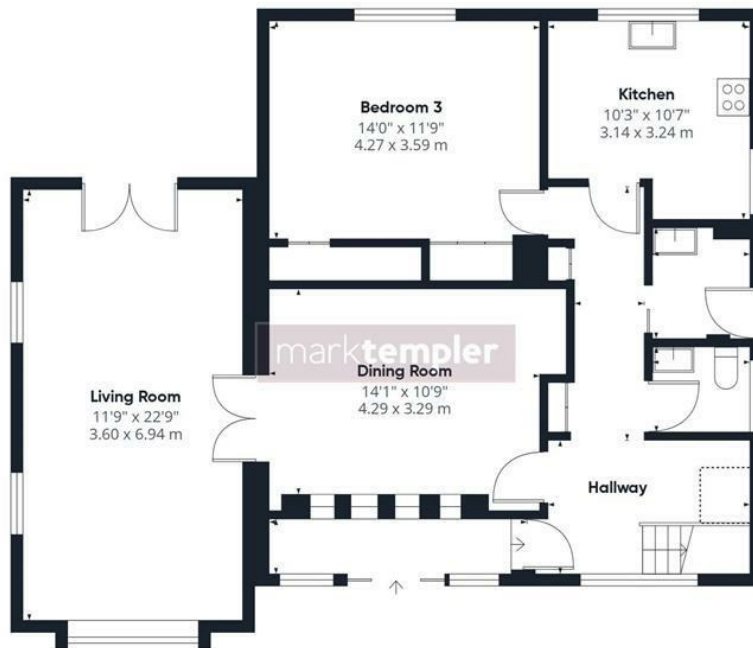 Bedroom 3
14'0" x 11'9"
4.27 x 3.59 m
Kitchen
10'3" x 10'7"
3.14 x 3.24 m
marktempler
Living Room
11'9" x 22'9"
3.60 x 6.94 m
Dining Room
14'1" x 10'9"
4.29 x 3.29 m
Hallway